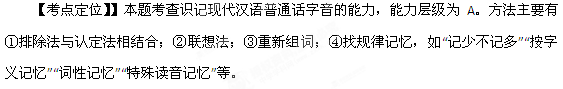 【考点定位】】本题考查识记现代汉语普通话字音的能力，能力层级为 A。方法主要有
①排除法与认定法相结合；②联想法；③重新组词；④找规律记忆，如“记少不记多”“按字
义记忆”“词性记忆”“特殊读音记忆”等。